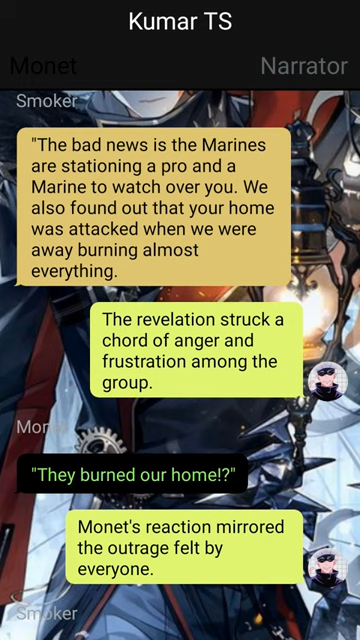 Kumar TS
Monet
Narrator
Smoker
"The bad news is the Marines
are stationing a pro and a
Marine to watch over you. We
also found out that your home
was attacked when we were
away burning almost
everything.
The revelation struck a
chord of anger and
frustration among the
group.
"They burned our home!?"
Monet's reaction mirrored
the outrage felt by
everyone.
Smoker